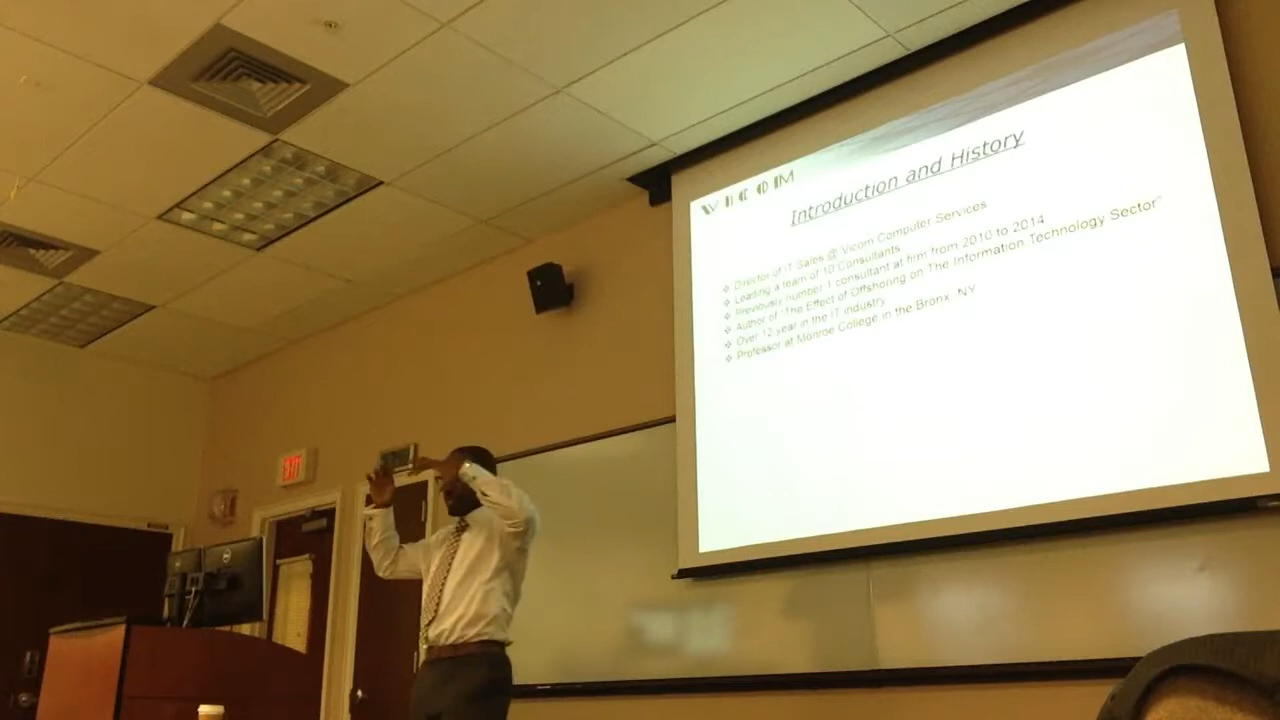 VICOM
Introduction and History
Director of IT Sales @ Vicom Computer Services
Leading a team of 10 Consultants
Previously number 1 consultant at firm from 2010 to 2014
Author of "The Effect of Offshoring on The Information Technology Sector"
Over 12 year in the IT industry
Professor at Monroe College in the Bronx, NY
EXIT
DELL